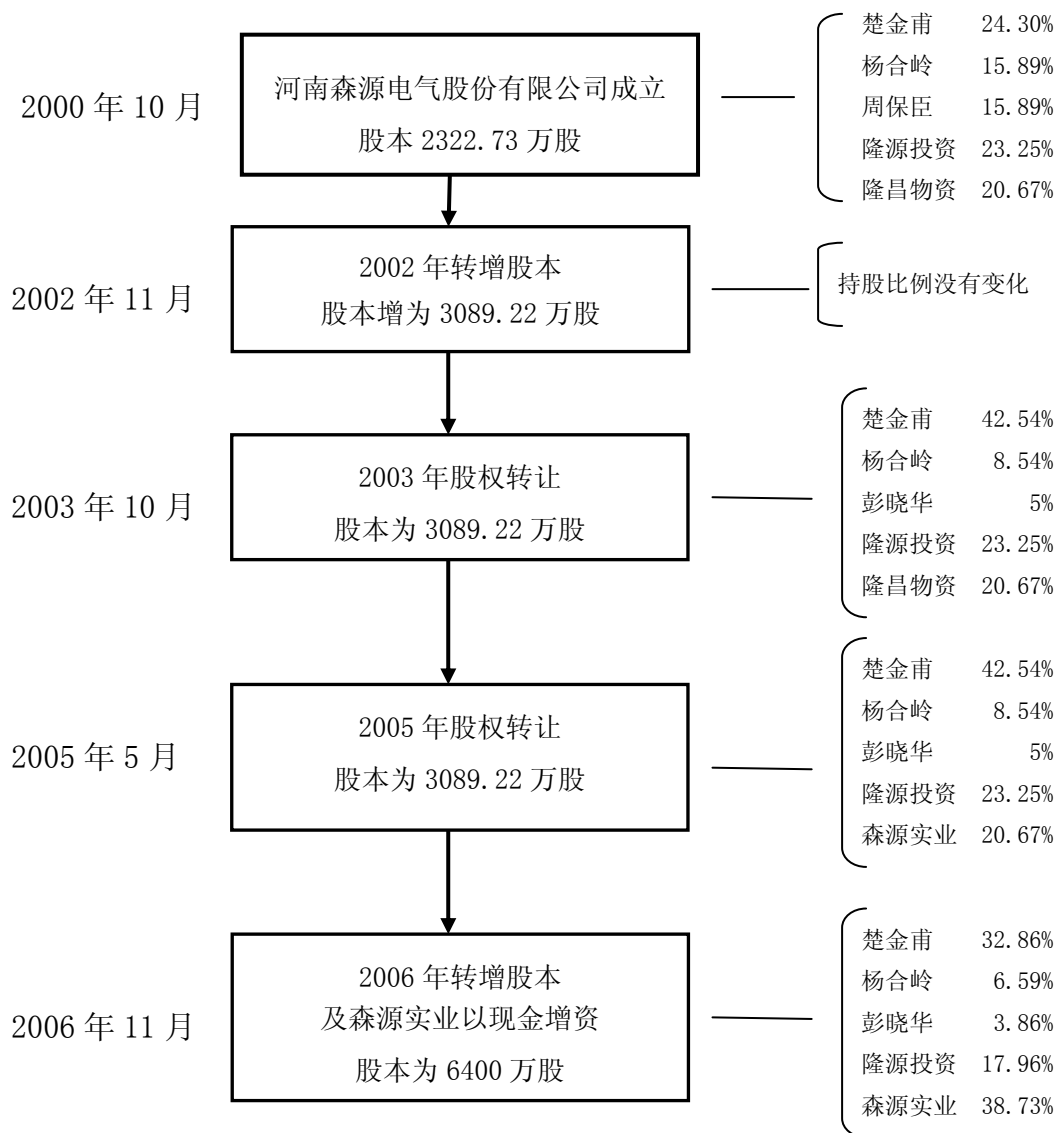 2000 年 10 月
河南森源电气股份有限公司成立
股本 2322.73 万股
楚金甫 24.30%
杨合岭 15.89%
周保臣 15.89%
隆源投资 23.25%
隆昌物资 20.67%
2002 年 11 月
2002 年转增股本
股本增为 3089.22 万股
持股比例没有变化
2003 年 10 月
2003 年股权转让
股本为 3089.22 万股
楚金甫 42.54%
杨合岭 8.54%
彭晓华 5%
隆源投资 23.25%
隆昌物资 20.67%
2005 年 5 月
2005 年股权转让
股本为 3089.22 万股
楚金甫 42.54%
杨合岭 8.54%
彭晓华 5%
隆源投资 23.25%
森源实业 20.67%
2006 年 11 月
2006 年转增股本
及森源实业以现金增资
股本为 6400 万股
楚金甫 32.86%
杨合岭 6.59%
彭晓华 3.86%
隆源投资 17.96%
森源实业 38.73%